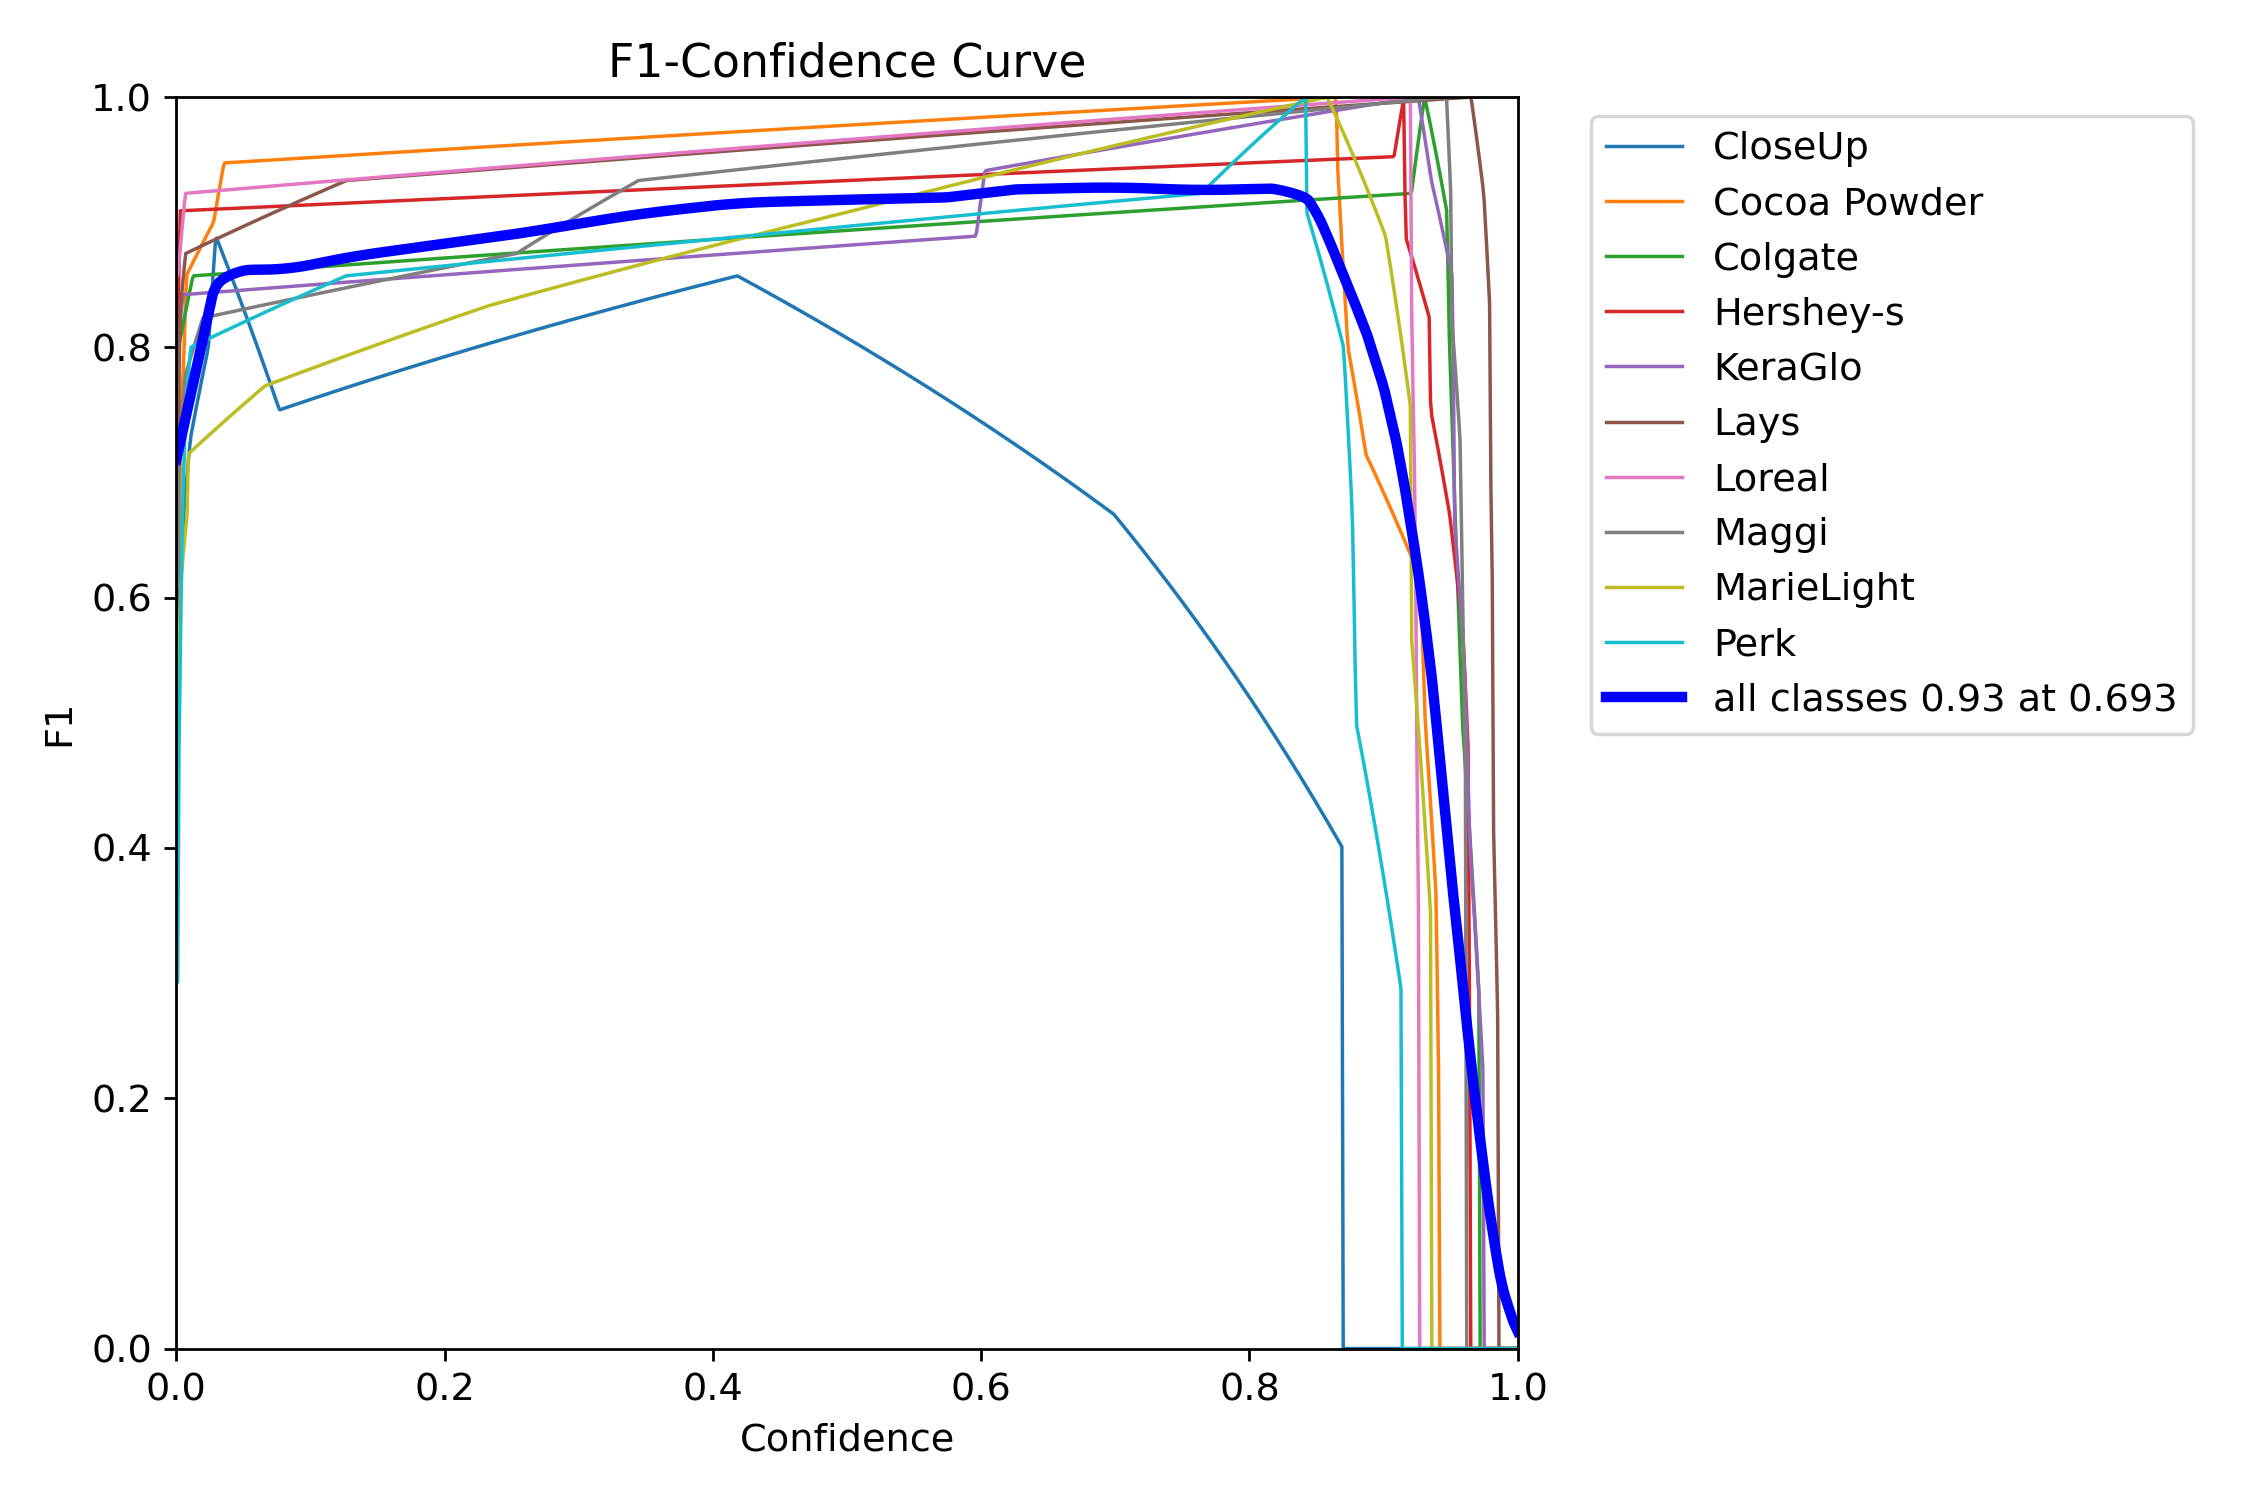 F1-Confidence Curve
1.0
0.8
0.6
0.4
0.2
0.0
F1
0.0 0.2 0.4 0.6 0.8 1.0
Confidence
CloseUp
Cocoa Powder
Colgate
Hershey-s
KeraGlo
Lays
Loreal
Maggi
MarieLight
Perk
all classes 0.93 at 0.693